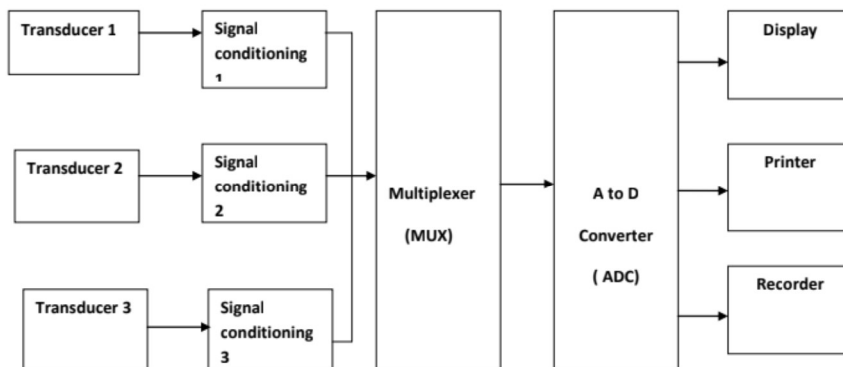 Transducer 1
Signal
conditioning
1
Transducer 2
Signal
conditioning
2
Transducer 3
Signal
conditioning
3
Multiplexer
(MUX)
A to D
Converter
( ADC)
Display
Printer
Recorder